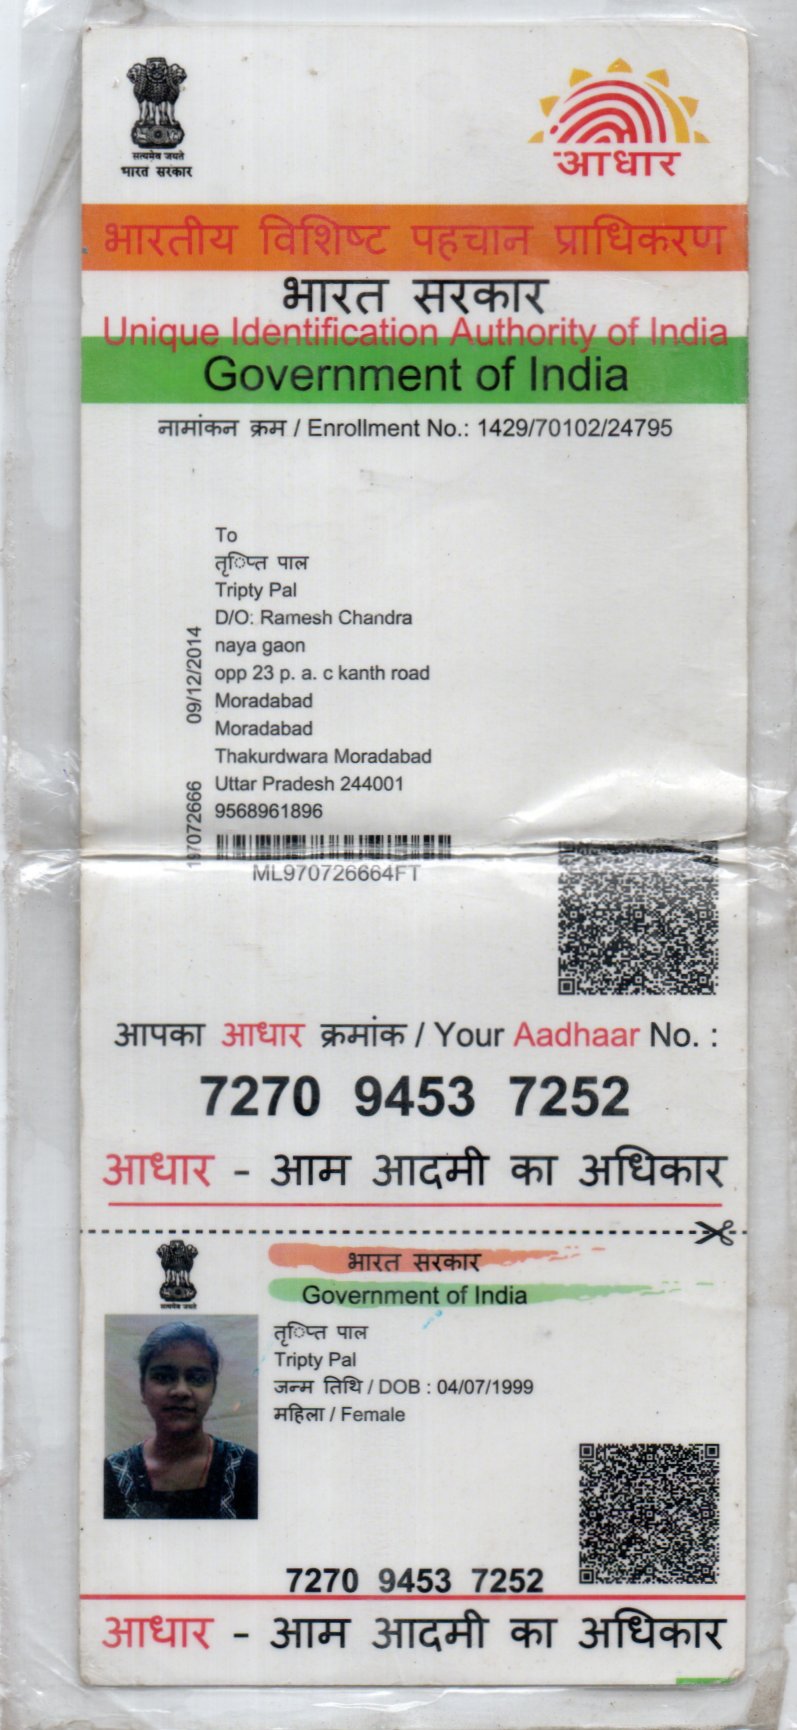 सत्यमेव जयते
भारत सरकार
आधार
भारतीय विशिष्ट पहचान प्राधिकरण
भारत सरकार
Unique Identification Authority of India
Government of India
नामांकन क्रम / Enrollment No.: 1429/70102/24795
To
तृ◌िप्त पाल
Tripty Pal
D/O: Ramesh Chandra
naya gaon
opp 23 p. a. c kanth road
Moradabad
Moradabad
Thakurdwara Moradabad
Uttar Pradesh 244001
9568961896
09/12/2014
ML970726664FT
आपका आधार क्रमांक / Your Aadhaar No. :
7270 9453 7252
आधार - आम आदमी का अधिकार
सत्यमेव जयते
भारत सरकार
Government of India
तृ◌िप्त पाल
Tripty Pal
जन्म तिथि / DOB : 04/07/1999
महिला / Female
7270 9453 7252
आधार - आम आदमी का अधिकार